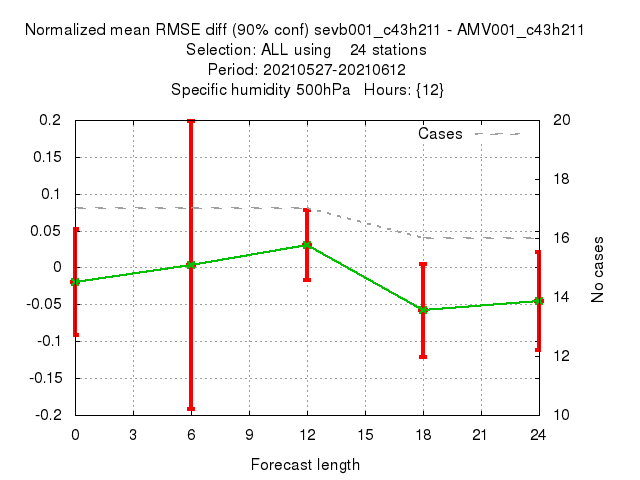 Normalized mean RMSE diff (90% conf) sevb001_c43h211 - AMV001_c43h211
Selection: ALL using    24 stations
Period: 20210527-20210612
Specific humidity 500hPa   Hours: {12}
Cases
0.2
0.15
0.1
0.05
0
-0.05
-0.1
-0.15
-0.2
20
18
16
14
12
10
No cases
0 3 6 9 12 15 18 21 24
Forecast length